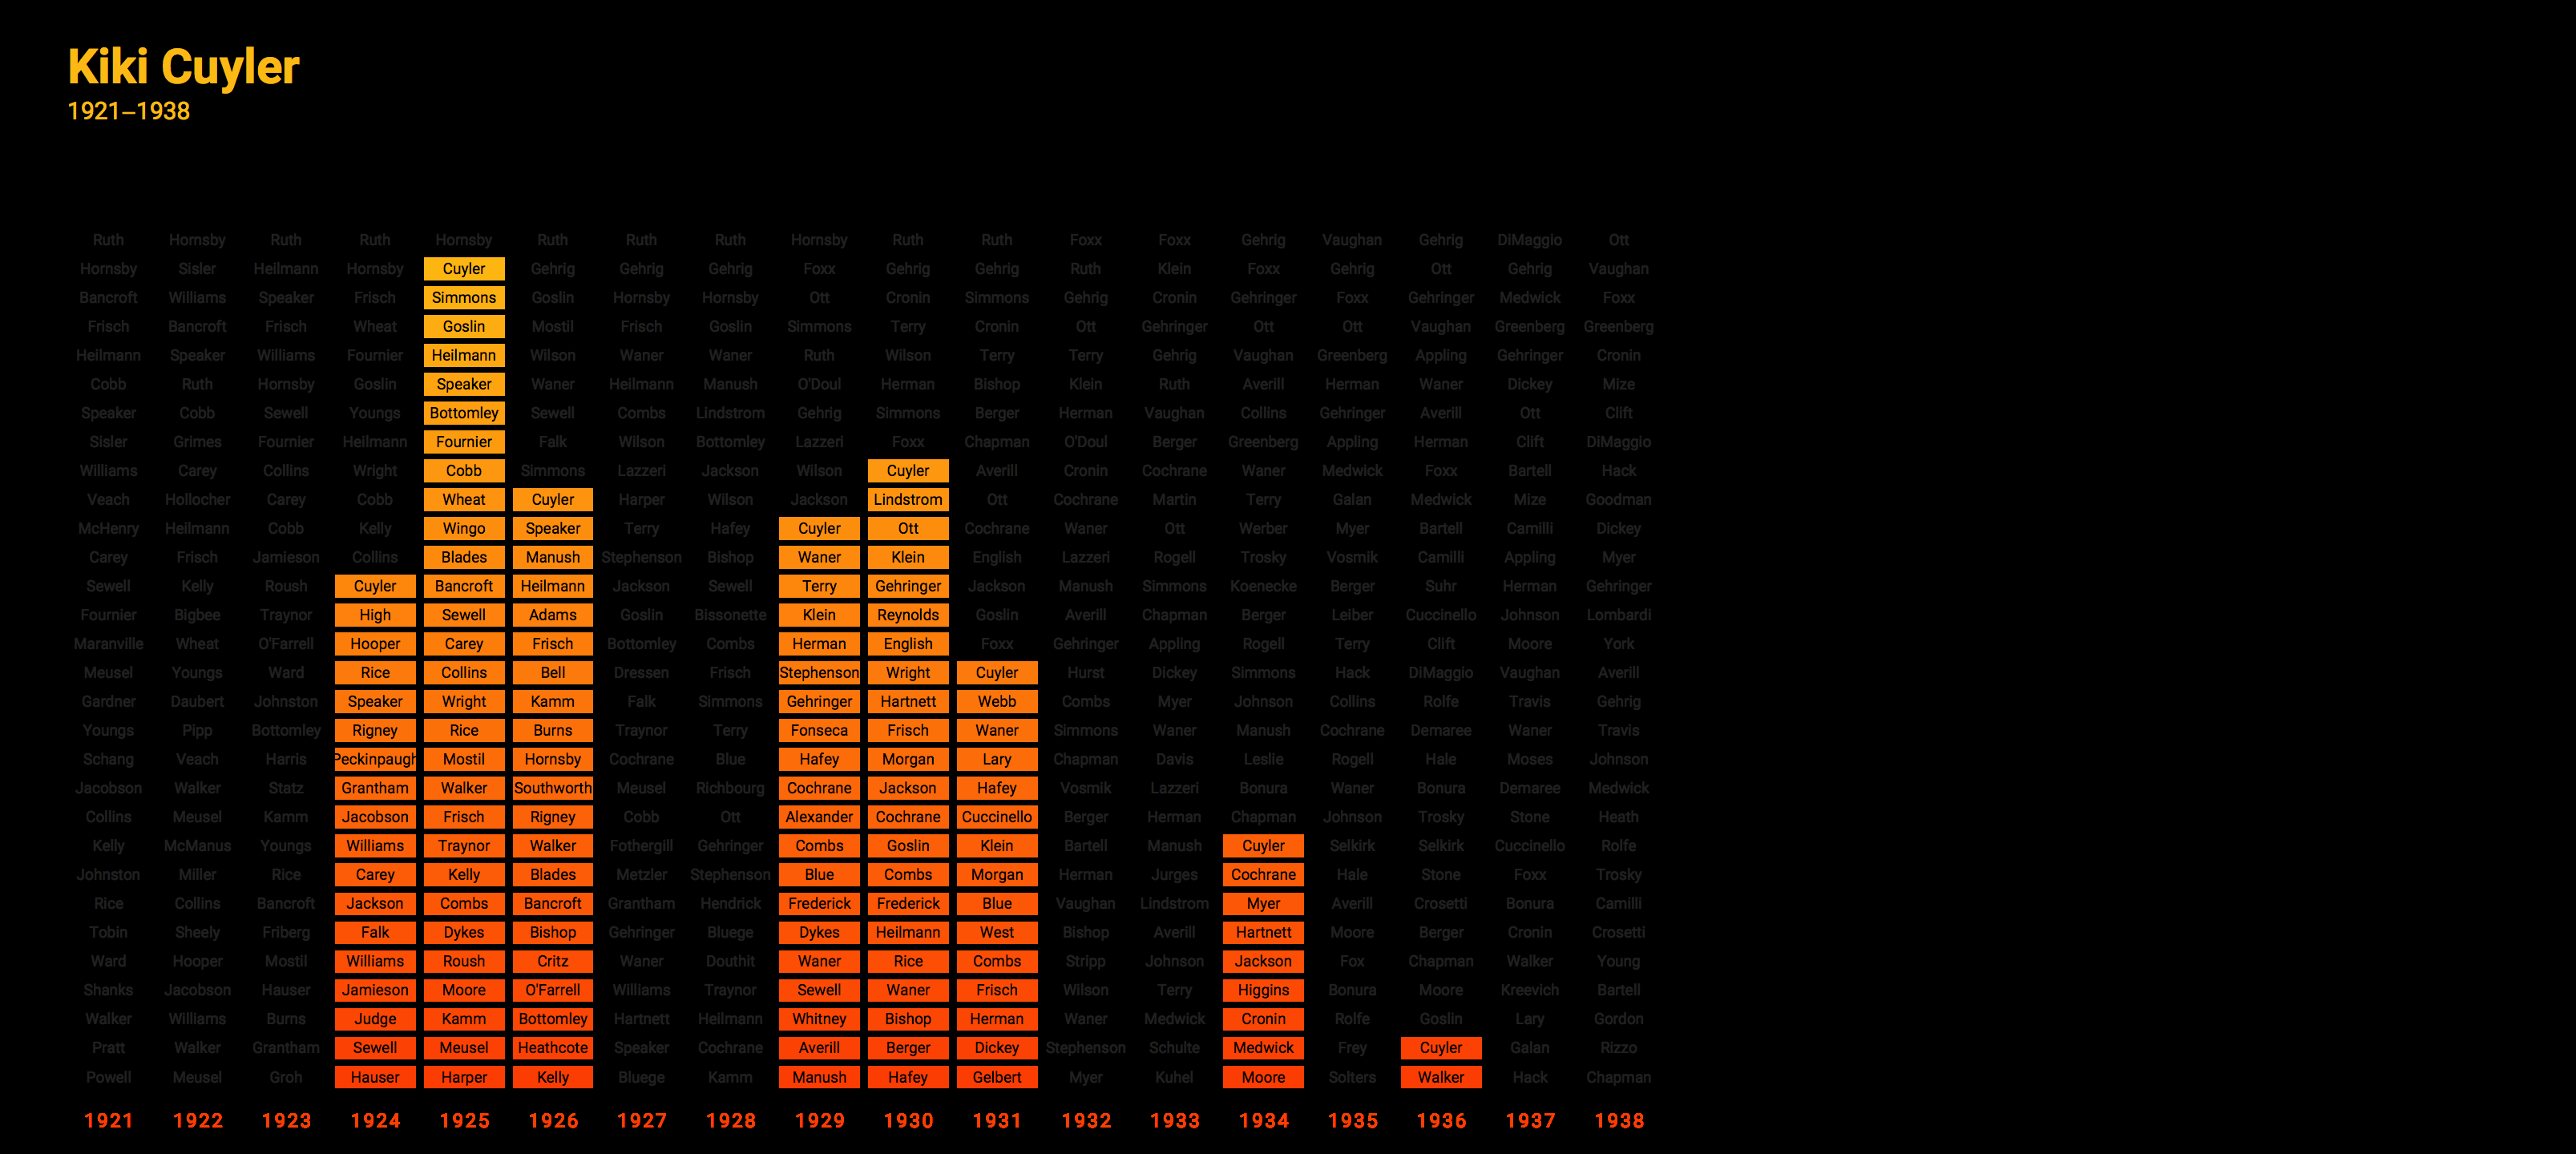 Kiki Cuyler
1921–1938
Ruth Hornsby Ruth Ruth Hornsby Ruth Ruth Ruth Hornsby Ruth Ruth Foxx Foxx Gehrig Vaughan Gehrig DiMaggio Ott
Hornsby Sisler Heilmann Hornsby Cuyler Gehrig Gehrig Gehrig Foxx Gehrig Gehrig Ruth Klein Foxx Gehrig Ott Gehrig Vaughan
Bancroft Williams Speaker Frisch Simmons Goslin Hornsby Hornsby Ott Cronin Simmons Gehrig Cronin Gehringer Foxx Gehringer Medwick Foxx
Frisch Bancroft Frisch Wheat Goslin Mostil Frisch Goslin Simmons Terry Cronin Ott Gehringer Ott Ott Vaughan Greenberg Greenberg
Heilmann Speaker Williams Fournier Heilmann Wilson Waner Waner Ruth Wilson Terry Terry Gehrig Vaughan Greenberg Appling Gehringer Cronin
Cobb Ruth Hornsby Goslin Speaker Waner Heilmann Manush O'Doul Herman Bishop Klein Ruth Averill Herman Waner Dickey Mize
Speaker Cobb Sewell Youngs Bottomley Sewell Combs Lindstrom Gehrig Simmons Berger Herman Vaughan Collins Gehringer Averill Ott Clift
Sisler Grimes Fournier Heilmann Fournier Falk Wilson Bottomley Lazzeri Foxx Chapman O'Doul Berger Greenberg Appling Herman Clift DiMaggio
Williams Carey Collins Wright Cobb Simmons Lazzeri Jackson Wilson Cuyler Averill Cronin Cochrane Waner Medwick Foxx Bartell Hack
Veach Hollocher Carey Cobb Wheat Cuyler Harper Wilson Jackson Lindstrom Ott Cochrane Martin Terry Galan Medwick Mize Goodman
McHenry Heilmann Cobb Kelly Wingo Speaker Terry Hafey Cuyler Ott Cochrane Waner Ott Werber Myer Bartell Camilli Dickey
Carey Frisch Jamieson Collins Blades Manush Stephenson Bishop Waner Klein English Lazzeri Rogell Trosky Vosmik Camilli Appling Myer
Sewell Kelly Roush Cuyler Bancroft Heilmann Jackson Sewell Terry Gehringer Jackson Manush Simmons Koenecke Berger Suhr Herman Gehringer
Fournier Bigbee Traynor High Sewell Adams Goslin Bissonette Klein Reynolds Goslin Averill Chapman Berger Leiber Cuccinello Johnson Lombardi
Maranville Wheat O'Farrell Hooper Carey Frisch Bottomley Combs Herman English Foxx Gehringer Appling Rogell Terry Clift Moore York
Meusel Youngs Ward Rice Collins Bell Dressen Frisch Stephenson Wright Cuyler Hurst Dickey Simmons Hack DiMaggio Vaughan Averill
Gardner Daubert Johnston Speaker Wright Kamm Falk Simmons Gehringer Hartnett Webb Combs Myer Johnson Collins Rolfe Travis Gehrig
Youngs Pipp Bottomley Rigney Rice Burns Traynor Terry Fonseca Frisch Waner Simmons Waner Manush Cochrane Demaree Waner Travis
Schang Veach Harris Peckinpaugh Mostil Hornsby Cochrane Blue Hafey Morgan Lary Chapman Davis Leslie Rogell Hale Moses Johnson
Jacobson Walker Statz Grantham Walker Southworth Meusel Richbourg Cochrane Jackson Hafey Vosmik Lazzeri Bonura Waner Bonura Demaree Medwick
Collins Meusel Kamm Jacobson Frisch Rigney Cobb Ott Alexander Cochrane Cuccinello Berger Herman Chapman Johnson Trosky Stone Heath
Kelly McManus Youngs Williams Traynor Walker Fothergill Gehringer Combs Goslin Klein Bartell Manush Cuyler Selkirk Selkirk Cuccinello Rolfe
Johnston Miller Rice Carey Kelly Blades Metzler Stephenson Blue Combs Morgan Herman Jurges Cochrane Hale Stone Foxx Trosky
Rice Collins Bancroft Jackson Combs Bancroft Grantham Hendrick Frederick Frederick Blue Vaughan Lindstrom Myer Averill Crosetti Bonura Camilli
Tobin Sheely Friberg Falk Dykes Bishop Gehringer Bluege Dykes Heilmann West Bishop Averill Hartnett Moore Berger Cronin Crosetti
Ward Hooper Mostil Williams Roush Critz Waner Douthit Waner Rice Combs Stripp Johnson Jackson Fox Chapman Walker Young
Shanks Jacobson Hauser Jamieson Moore O'Farrell Williams Traynor Sewell Waner Frisch Wilson Terry Higgins Bonura Moore Kreevich Bartell
Walker Williams Burns Judge Kamm Bottomley Hartnett Heilmann Whitney Bishop Herman Waner Medwick Cronin Rolfe Goslin Lary Gordon
Pratt Walker Grantham Sewell Meusel Heathcote Speaker Cochrane Averill Berger Dickey Stephenson Schulte Medwick Frey Cuyler Galan Rizzo
Powell Meusel Groh Hauser Harper Kelly Bluege Kamm Manush Hafey Gelbert Myer Kuhel Moore Solters Walker Hack Chapman
1921 1922 1923 1924 1925 1926 1927 1928 1929 1930 1931 1932 1933 1934 1935 1936 1937 1938